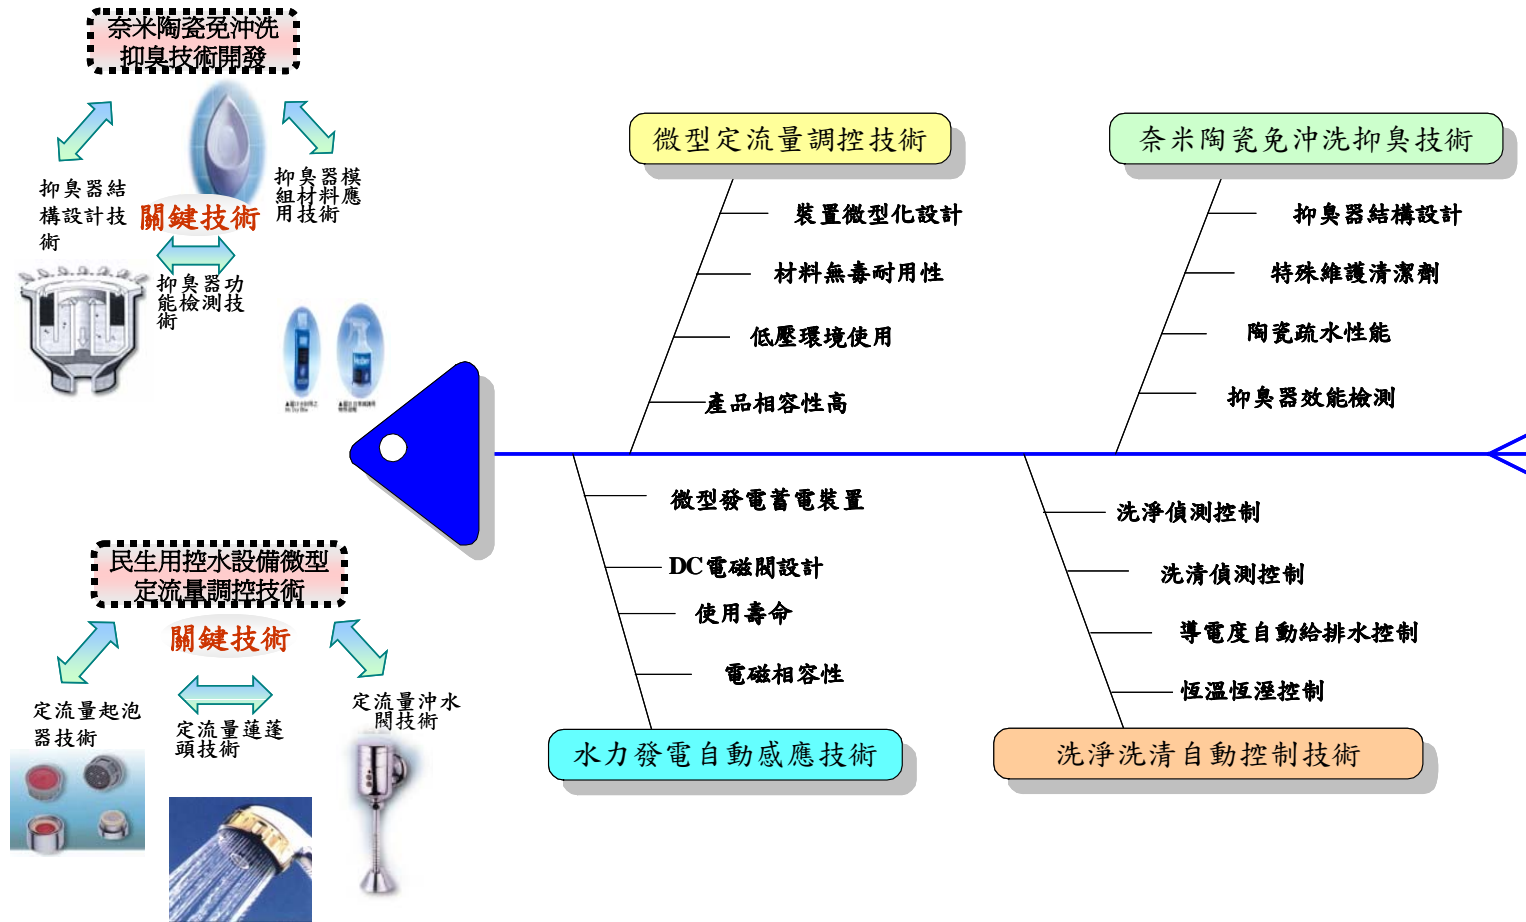 奈米陶瓷免沖洗
抑臭技術開發
抑臭器結
構設計技
術
抑臭器模
組材料應
用技術
關鍵技術
抑臭器功
能檢測技
術
民生用控水設備微型
定流量調控技術
關鍵技術
定流量起泡
器技術
定流量蓮蓬
頭技術
定流量沖水
閥技術
微型定流量調控技術
裝置微型化設計
材料無毒耐用性
低壓環境使用
產品相容性高
奈米陶瓷免沖洗抑臭技術
抑臭器結構設計
特殊維護清潔劑
陶瓷疏水性能
抑臭器效能檢測
微型發電蓄電裝置
DC電磁閥設計
使用壽命
電磁相容性
水力發電自動感應技術
洗淨偵測控制
洗清偵測控制
導電度自動給排水控制
恆溫恆溼控制
洗淨洗清自動控制技術